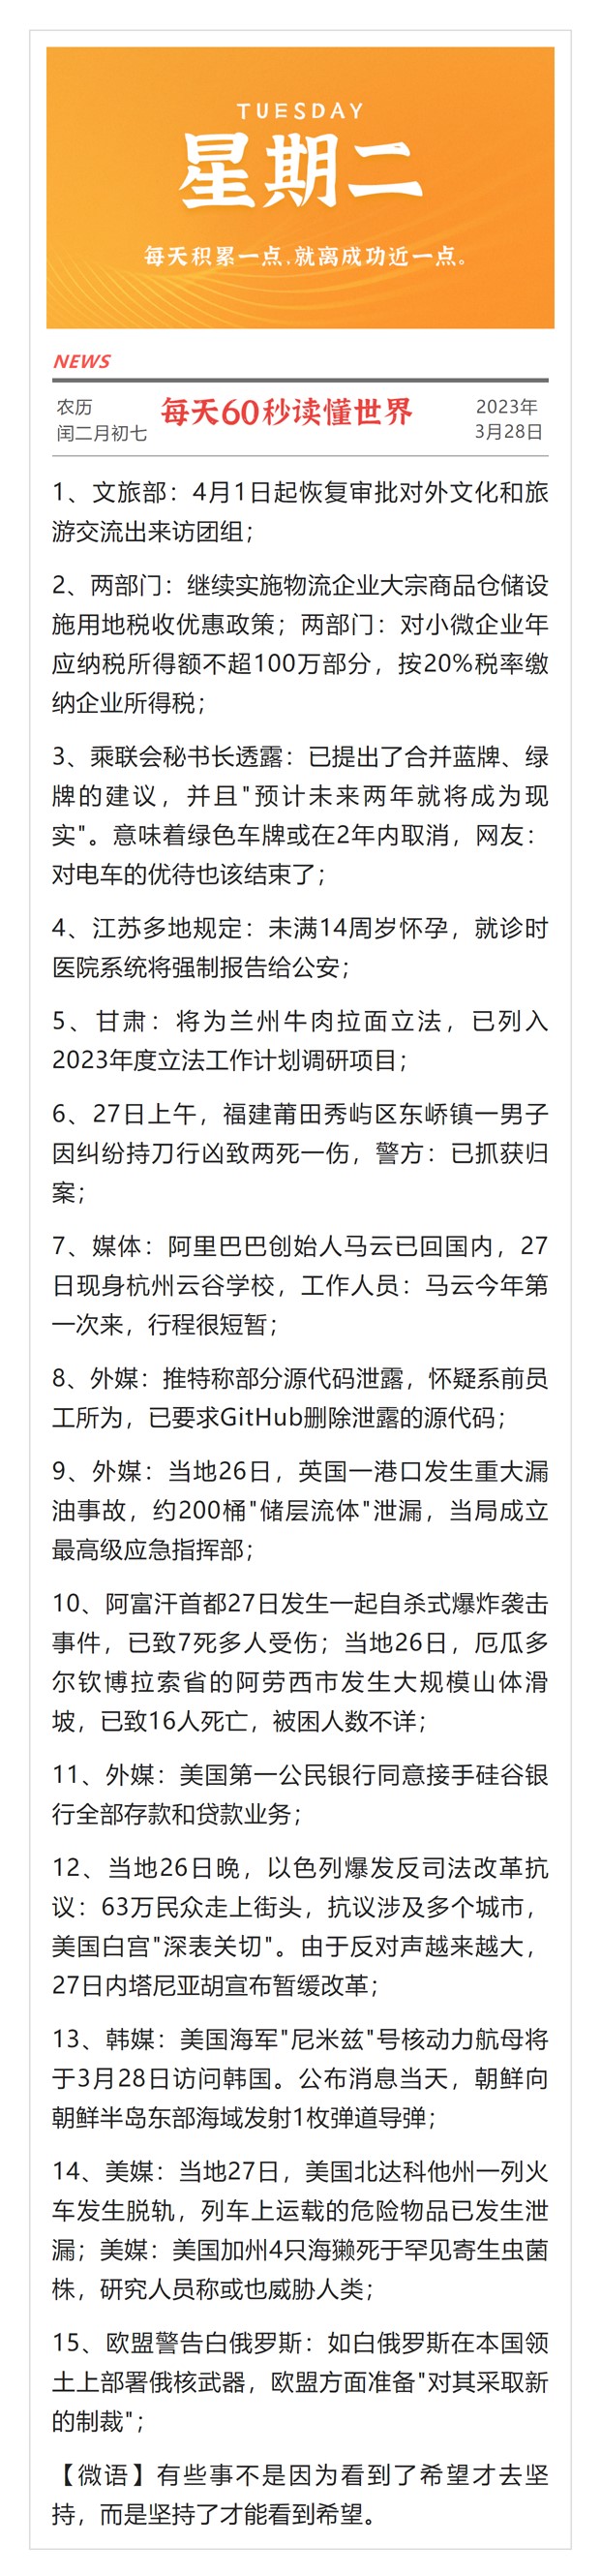 TUESDAY
星期二
每天积累一点,就离成功近一点。
NEWS
农历
闰二月初七
每天60秒读懂世界
2023年
3月28日
1、文旅部：4月1日起恢复审批对外文化和旅
游交流出来访团组；
2、两部门：继续实施物流企业大宗商品仓储设
施用地税收优惠政策；两部门：对小微企业年
应纳税所得额不超100万部分，按20%税率缴
纳企业所得税；
3、乘联会秘书长透露：已提出了合并蓝牌、绿
牌的建议，并且"预计未来两年就将成为现
实"。意味着绿色车牌或在2年内取消，网友：
对电车的优待也该结束了；
4、江苏多地规定：未满14周岁怀孕，就诊时
医院系统将强制报告给公安；
5、甘肃：将为兰州牛肉拉面立法，已列入
2023年度立法工作计划调研项目；
6、27日上午，福建莆田秀屿区东峤镇一男子
因纠纷持刀行凶致两死一伤，警方：已抓获归
案；
7、媒体：阿里巴巴创始人马云已回国内，27
日现身杭州云谷学校，工作人员：马云今年第
一次来，行程很短暂；
8、外媒：推特称部分源代码泄露，怀疑系前员
工所为，已要求GitHub删除泄露的源代码；
9、外媒：当地26日，英国一港口发生重大漏
油事故，约200桶"储层流体"泄漏，当局成立
最高级应急指挥部；
10、阿富汗首都27日发生一起自杀式爆炸袭击
事件，已致7死多人受伤；当地26日，厄瓜多
尔钦博拉索省的阿劳西市发生大规模山体滑
坡，已致16人死亡，被困人数不详；
11、外媒：美国第一公民银行同意接手硅谷银
行全部存款和贷款业务；
12、当地26日晚，以色列爆发反司法改革抗
议：63万民众走上街头，抗议涉及多个城市，
美国白宫"深表关切"。由于反对声越来越大，
27日内塔尼亚胡宣布暂缓改革；
13、韩媒：美国海军"尼米兹"号核动力航母将
于3月28日访问韩国。公布消息当天，朝鲜向
朝鲜半岛东部海域发射1枚弹道导弹；
14、美媒：当地27日，美国北达科他州一列火
车发生脱轨，列车上运载的危险物品已发生泄
漏；美媒：美国加州4只海獭死于罕见寄生虫菌
株，研究人员称或也威胁人类；
15、欧盟警告白俄罗斯：如白俄罗斯在本国领
土上部署俄核武器，欧盟方面准备"对其采取新
的制裁"；
【微语】有些事不是因为看到了希望才去坚
持，而是坚持了才能看到希望。